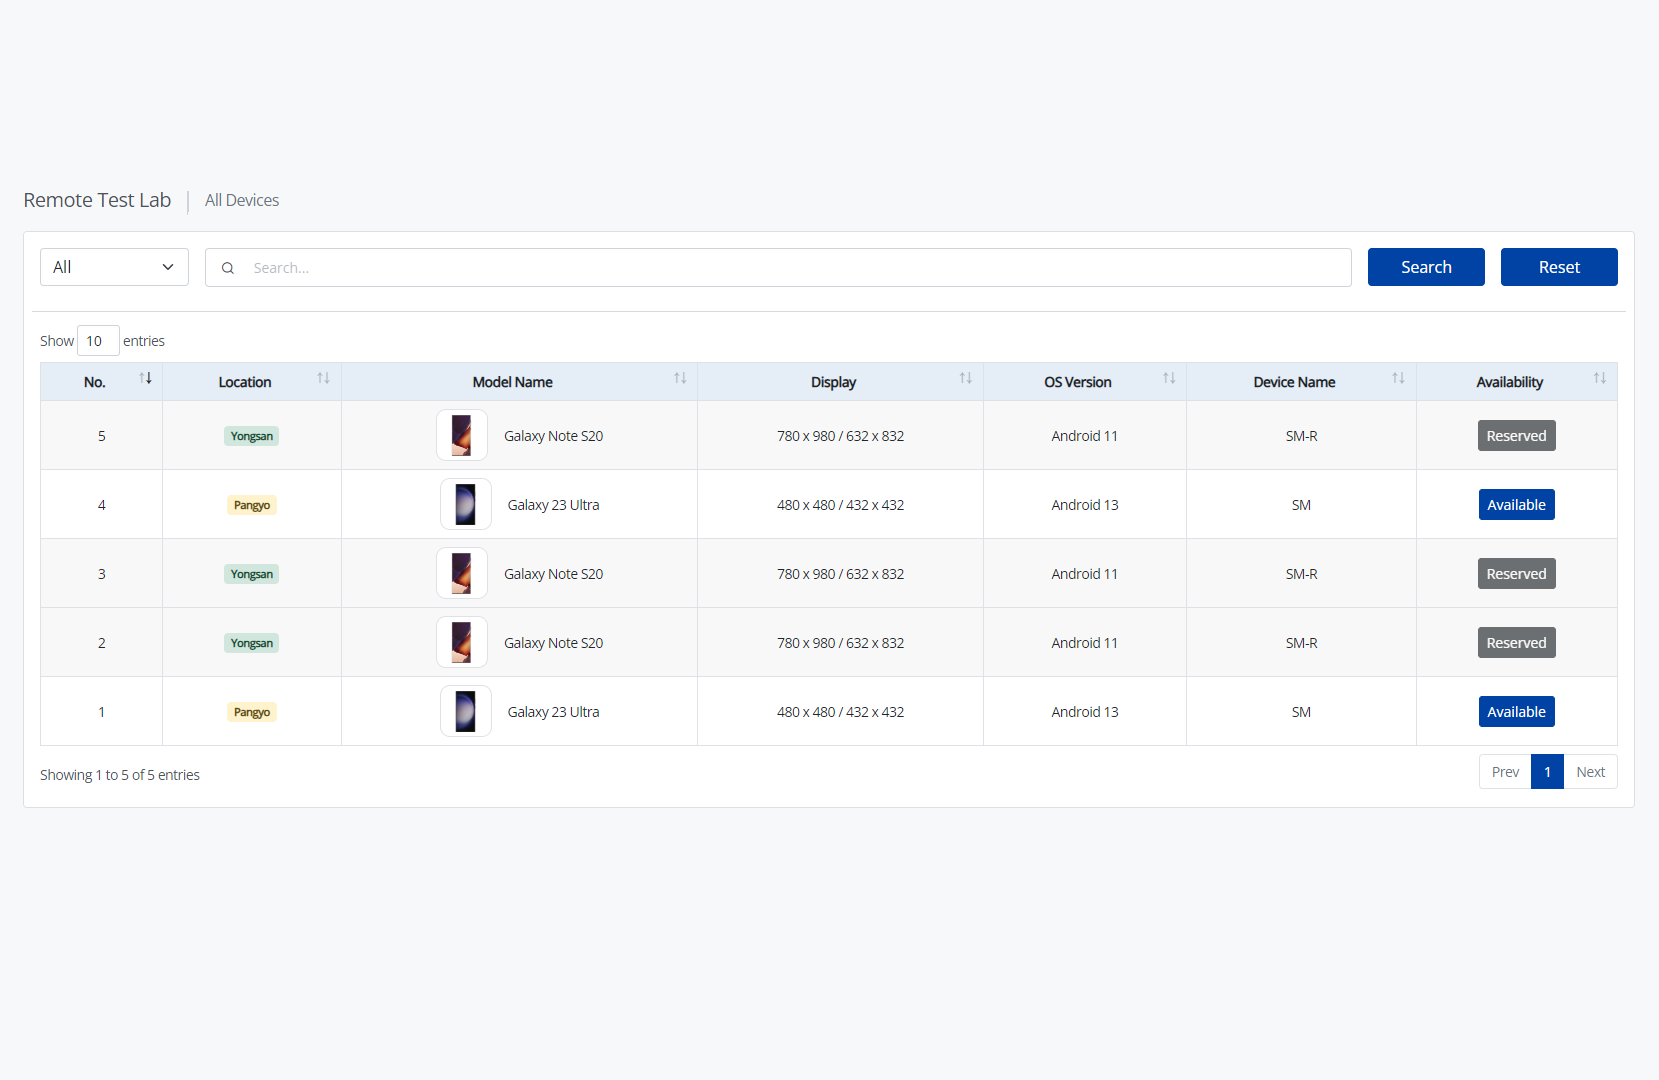 Remote Test Lab | All Devices
All Search... Search Reset
Show 10 entries
No. Location Model Name Display OS Version Device Name Availability
5 Yongsan Galaxy Note S20 780 x 980 / 632 x 832 Android 11 SM-R Reserved
4 Pangyo Galaxy 23 Ultra 480 x 480 / 432 x 432 Android 13 SM Available
3 Yongsan Galaxy Note S20 780 x 980 / 632 x 832 Android 11 SM-R Reserved
2 Yongsan Galaxy Note S20 780 x 980 / 632 x 832 Android 11 SM-R Reserved
1 Pangyo Galaxy 23 Ultra 480 x 480 / 432 x 432 Android 13 SM Available
Showing 1 to 5 of 5 entries Prev 1 Next